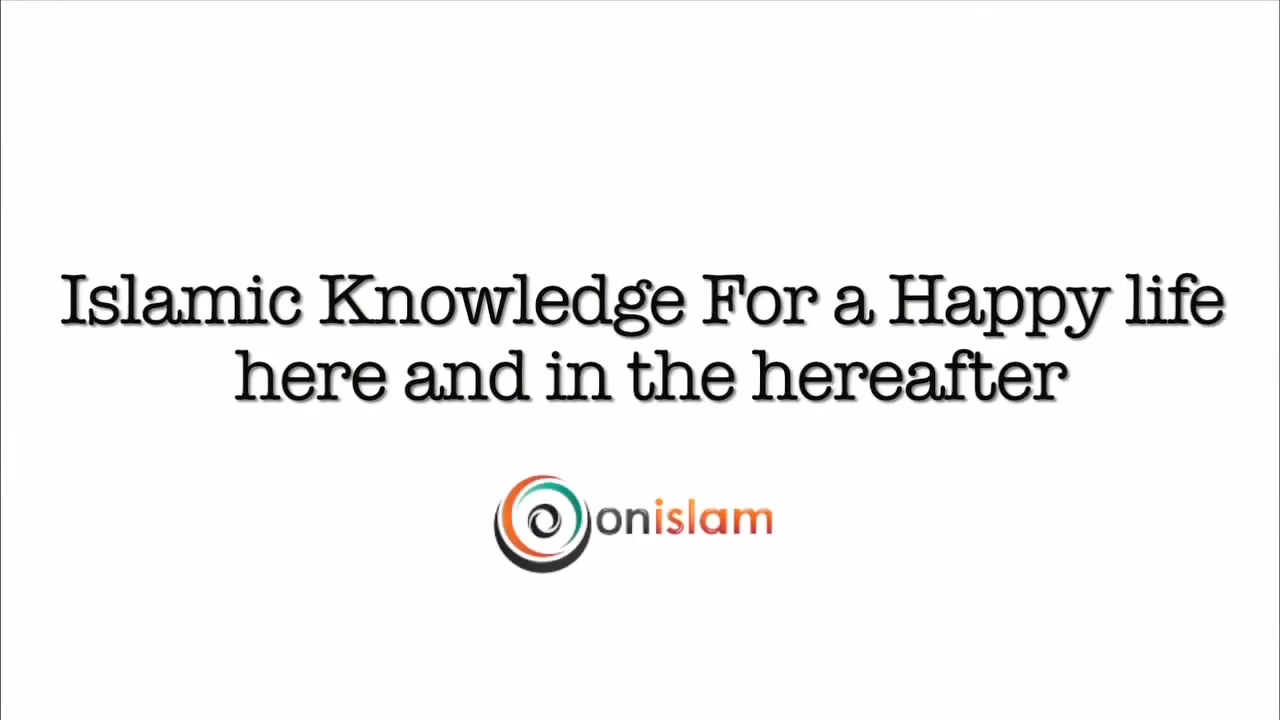 Islamic Knowledge For a Happy life
here and in the hereafter
onislam